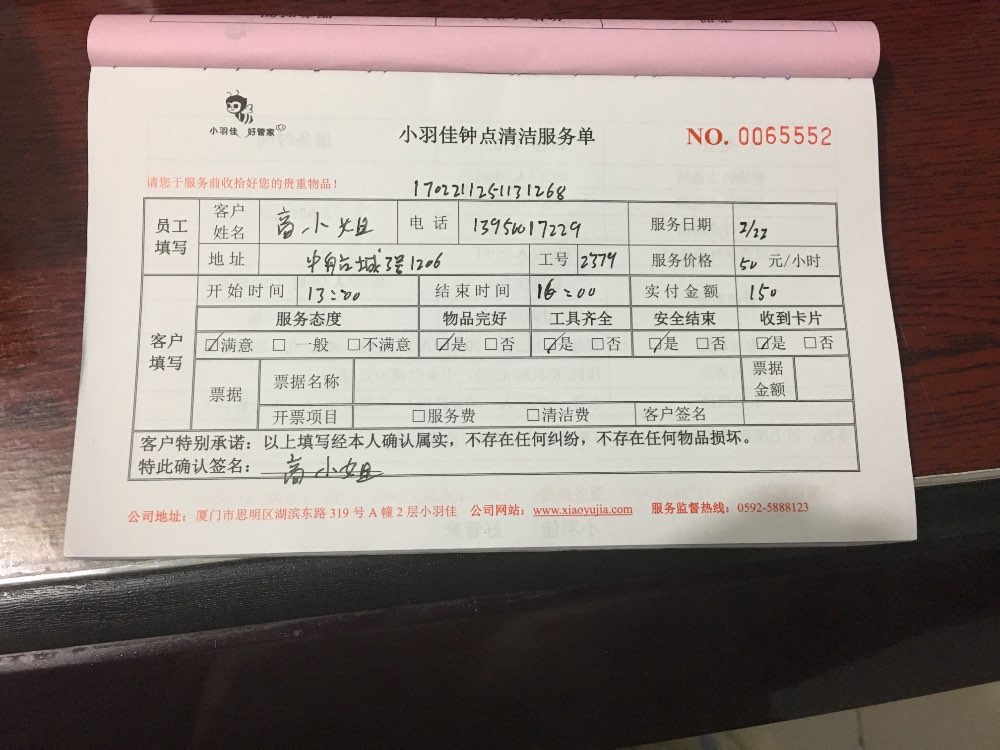 小羽佳 好管家
小羽佳钟点清洁服务单
NO. 0065552
请您于服务前收拾好您的贵重物品!
1702211251131268
员工填写 客户姓名 高小姐 电话 服务日期 2/22
地址 1206 工号 2379 服务价格 50 元/小时
客户填写 开始时间 13:00 结束时间 16:00 实付金额 150
服务态度 物品完好 工具齐全 安全结束 收到卡片
☑满意 □ 一般 □不满意 ☑是 □否 ☑是 □否 ☑是 □否 ☑是 □否
票据 票据名称 票据金额
开票项目 □服务费 □清洁费 客户签名
客户特别承诺:以上填写经本人确认属实,不存在任何纠纷,不存在任何物品损坏。
特此确认签名: 高小姐
公司地址:厦门市思明区湖滨东路 319 号 A 幢 2 层小羽佳 公司网站:www.xiaoyujia.com 服务监督热线:0592-5888123